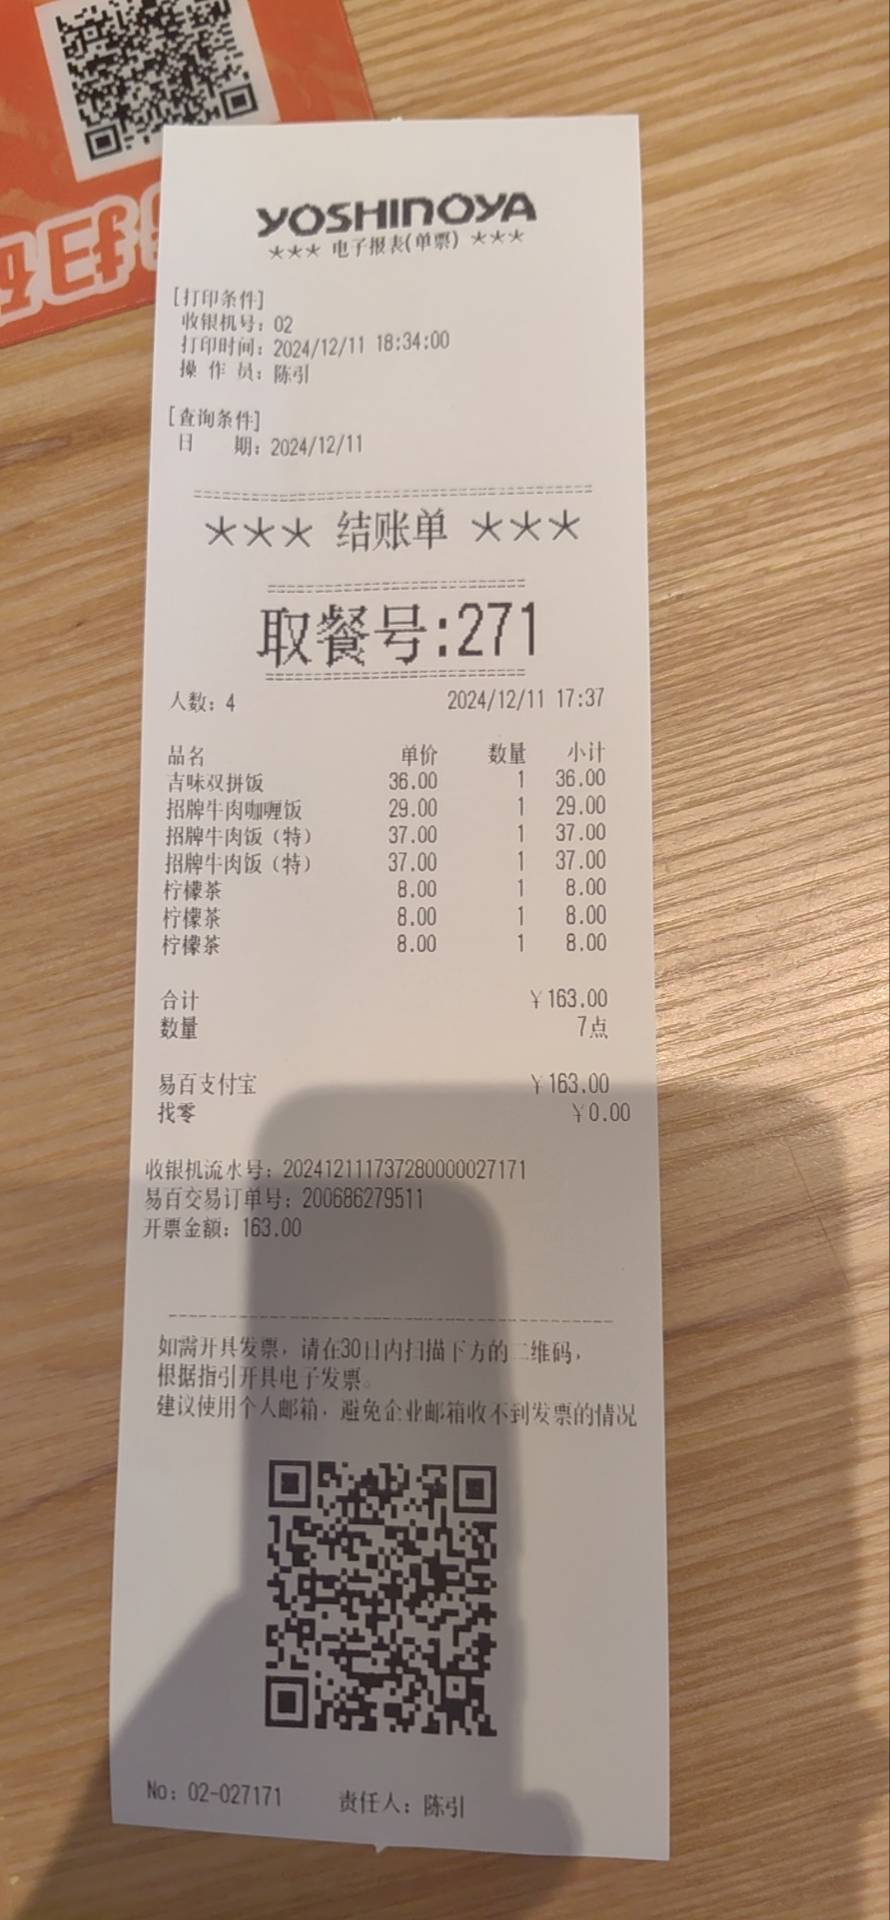 YOSHINOYA
*** 电子报表(单票) ***
[打印条件]
收银机号: 02
打印时间: 2024/12/11 18:34:00
操 作 员: 陈引
[查询条件]
日 期: 2024/12/11
*** 结账单 ***
取餐号:271
人数: 4 2024/12/11 17:37
品名 单价 数量 小计
吉味双拼饭 36.00 1 36.00
招牌牛肉咖喱饭 29.00 1 29.00
招牌牛肉饭（特） 37.00 1 37.00
招牌牛肉饭（特） 37.00 1 37.00
柠檬茶 8.00 1 8.00
柠檬茶 8.00 1 8.00
柠檬茶 8.00 1 8.00
合计 ￥163.00
数量 7点
易百支付宝 ￥163.00
找零 ￥0.00
收银机流水号: 2024121117372800000​27171
易百交易订单号: 200686279511
开票金额: 163.00
如需开具发票，请在30日内扫描下方的二维码，
根据指引开具电子发票。
建议使用个人邮箱，避免企业邮箱收不到发票的情况
No: 02-027171 责任人: 陈引